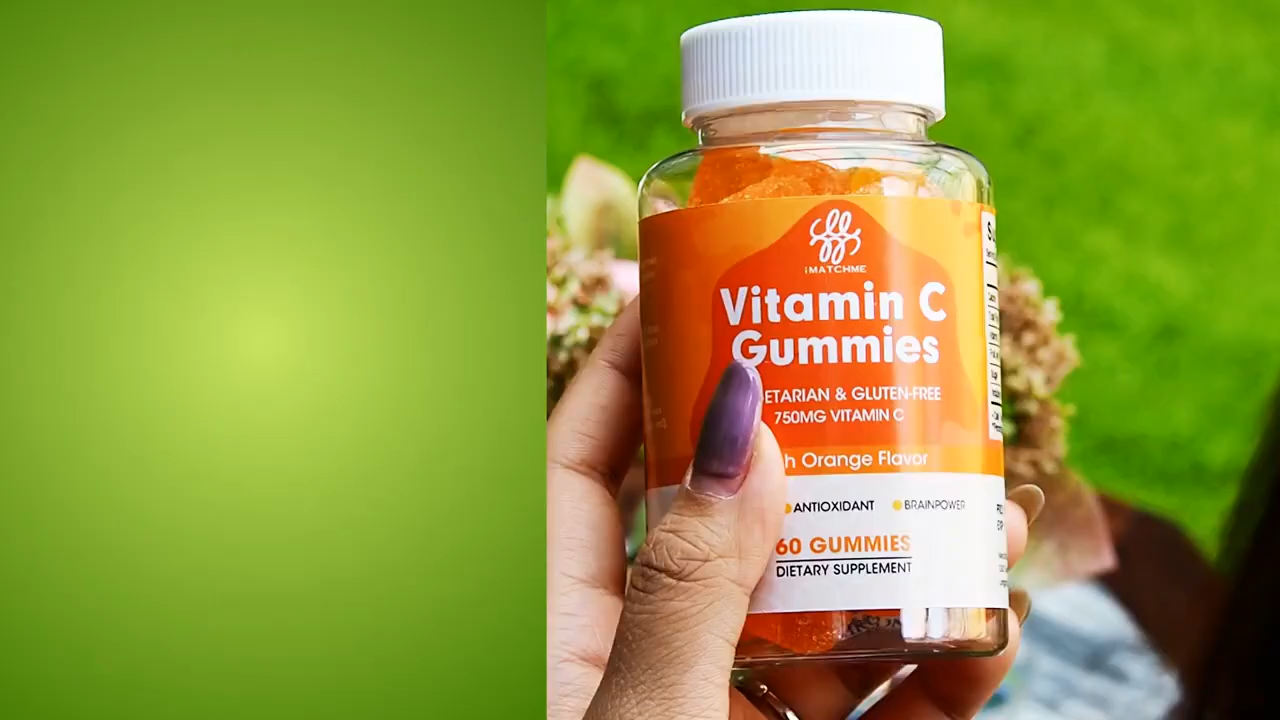 iMATCHME
Vitamin C
Gummies
ETARIAN & GLUTEN-FREE
750MG VITAMIN C
h Orange Flavor
ANTIOXIDANT BRAINPOWER
60 GUMMIES
DIETARY SUPPLEMENT